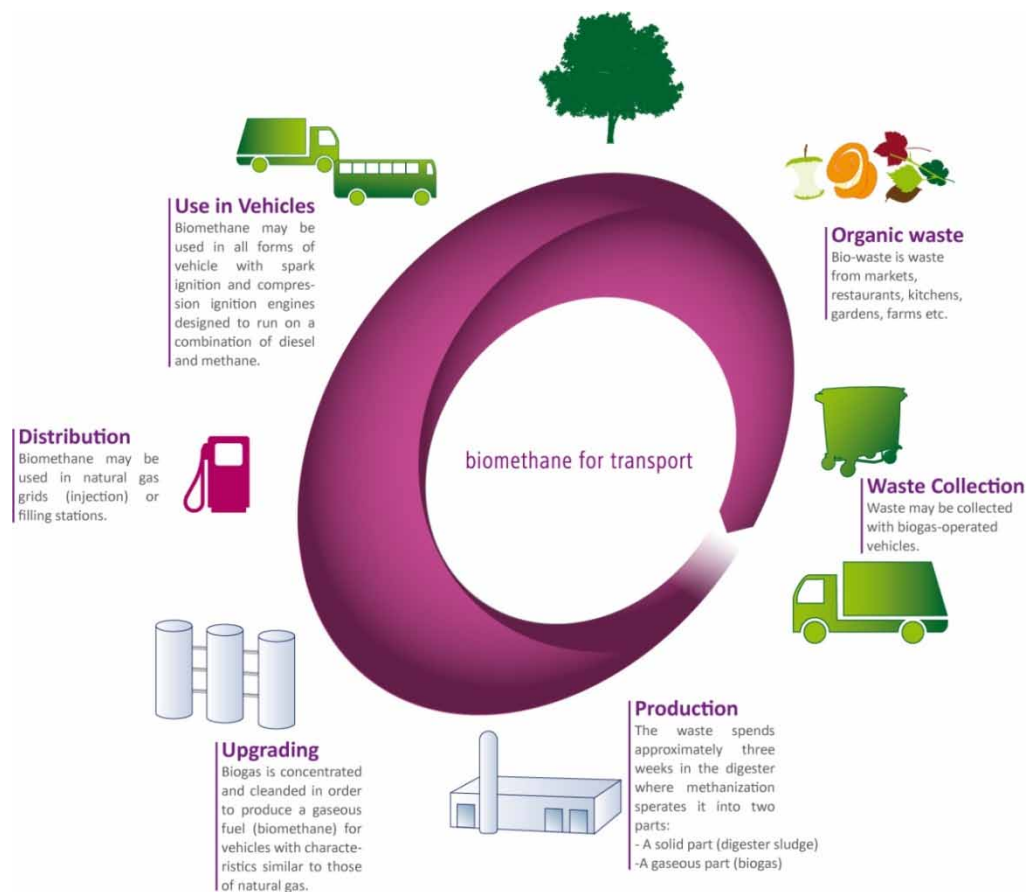 Use in Vehicles
Biomethane may be
used in all forms of
vehicle with spark
ignition and compres-
sion ignition engines
designed to run on a
combination of diesel
and methane.
Organic waste
Bio-waste is waste
from markets,
restaurants, kitchens,
gardens, farms etc.
Distribution
Biomethane may be
used in natural gas
grids (injection) or
filling stations.
biomethane for transport
Waste Collection
Waste may be collected
with biogas-operated
vehicles.
Production
The waste spends
approximately three
weeks in the digester
where methanization
sperates it into two
parts:
- A solid part (digester sludge)
-A gaseous part (biogas)
Upgrading
Biogas is concentrated
and cleanded in order
to produce a gaseous
fuel (biomethane) for
vehicles with characte-
ristics similar to those
of natural gas.